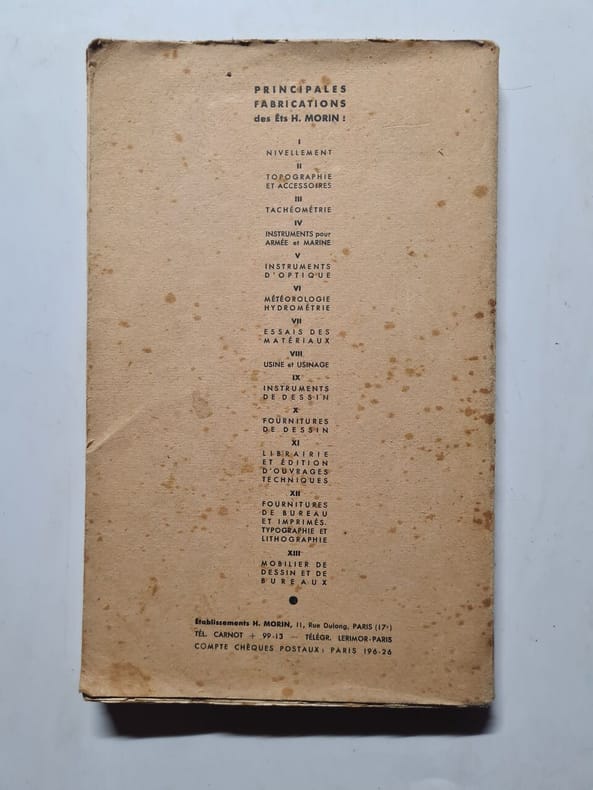 PRINCIPALES
FABRICATIONS
des Éts H. MORIN :
I
NIVELLEMENT
II
TOPOGRAPHIE
ET ACCESSOIRES
III
TACHÉOMÉTRIE
IV
INSTRUMENTS pour
ARMÉE et MARINE
V
INSTRUMENTS
D'OPTIQUE
VI
MÉTÉOROLOGIE
HYDROMÉTRIE
VII
ESSAIS DES
MATÉRIAUX
VIII
USINE et USINAGE
IX
INSTRUMENTS
DE DESSIN
X
FOURNITURES
DE DESSIN
XI
LIBRAIRIE
ET ÉDITION
D'OUVRAGES
TECHNIQUES
XII
FOURNITURES
DE BUREAU
ET IMPRIMÉS.
TYPOGRAPHIE ET
LITHOGRAPHIE
XIII
MOBILIER DE
DESSIN ET DE
BUREAUX
Établissements H. MORIN, 11, Rue Dulong, PARIS (17e)
TÉL. CARNOT + 99-13 — TÉLÉGR. LERIMOR-PARIS
COMPTE CHÈQUES POSTAUX : PARIS 196-26